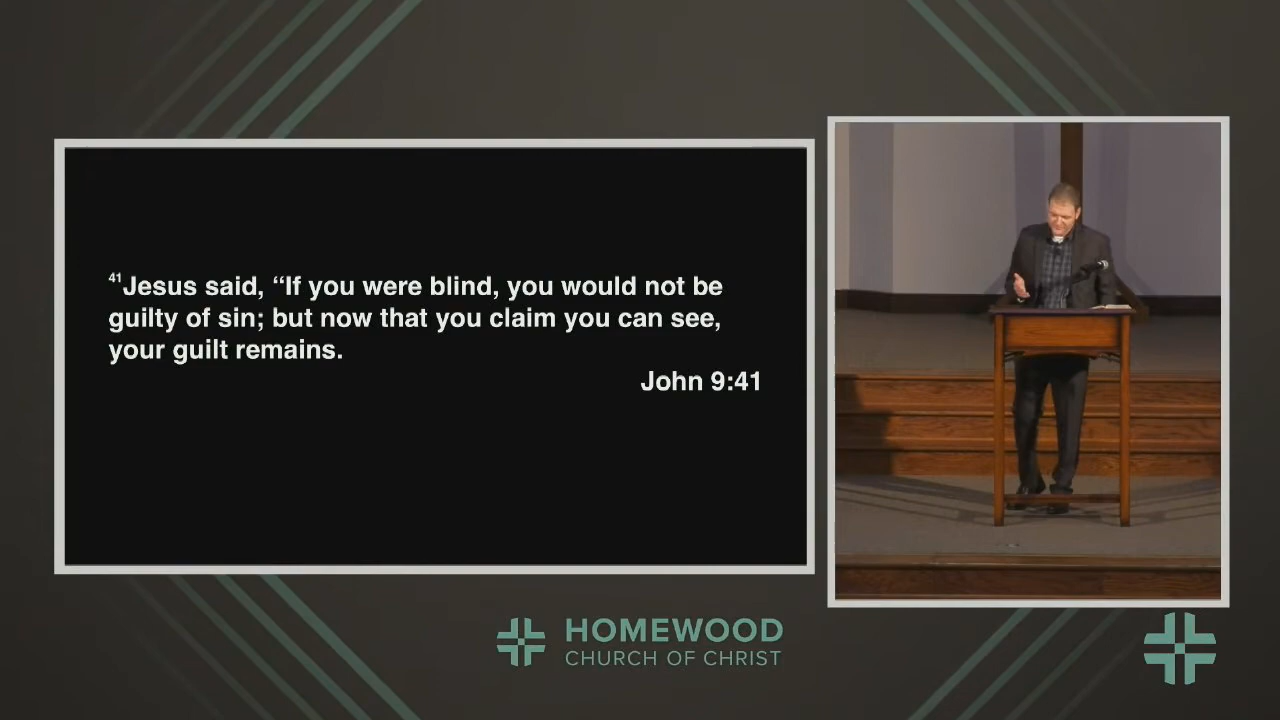 ⁴¹Jesus said, “If you were blind, you would not be
guilty of sin; but now that you claim you can see,
your guilt remains.
John 9:41
HOMEWOOD
CHURCH OF CHRIST